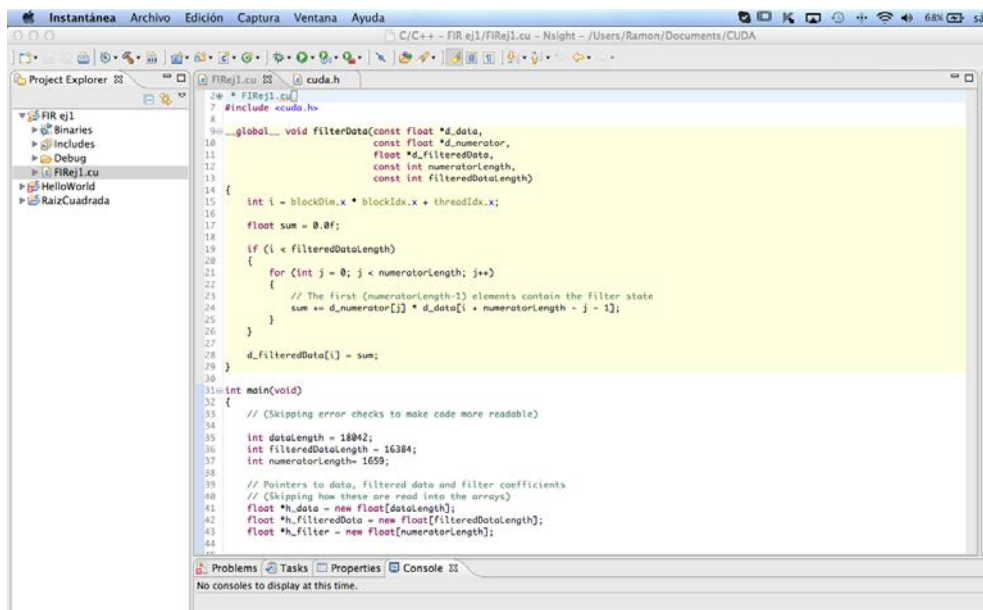 Instantánea Archivo Edición Captura Ventana Ayuda 68% sá
C/C++ - FIR ej1/FIRej1.cu - Nsight - /Users/Ramon/Documents/CUDA
Project Explorer
FIRej1.cu
cuda.h
FIR ej1
Binaries
Includes
Debug
FIRej1.cu
HelloWorld
RaizCuadrada
2 * FIRej1.cu
7 #include <cuda.h>
8
9 __global__ void filterData(const float *d_data,
10 const float *d_numerator,
11 float *d_filteredData,
12 const int numeratorLength,
13 const int filteredDataLength)
14 {
15 int i = blockDim.x * blockIdx.x + threadIdx.x;
16
17 float sum = 0.0f;
18
19 if (i < filteredDataLength)
20 {
21 for (int j = 0; j < numeratorLength; j++)
22 {
23 // The first (numeratorLength-1) elements contain the filter state
24 sum += d_numerator[j] * d_data[i + numeratorLength - j - 1];
25 }
26 }
27
28 d_filteredData[i] = sum;
29 }
30
31 int main(void)
32 {
33 // (Skipping error checks to make code more readable)
34
35 int dataLength = 18042;
36 int filteredDataLength = 16384;
37 int numeratorLength= 1659;
38
39 // Pointers to data, filtered data and filter coefficients
40 // (Skipping how these are read into the arrays)
41 float *h_data = new float[dataLength];
42 float *h_filteredData = new float[filteredDataLength];
43 float *h_filter = new float[numeratorLength];
44
Problems Tasks Properties Console
No consoles to display at this time.